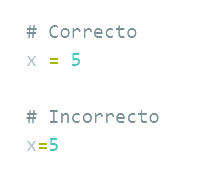 # Correcto
x = 5
# Incorrecto
x=5